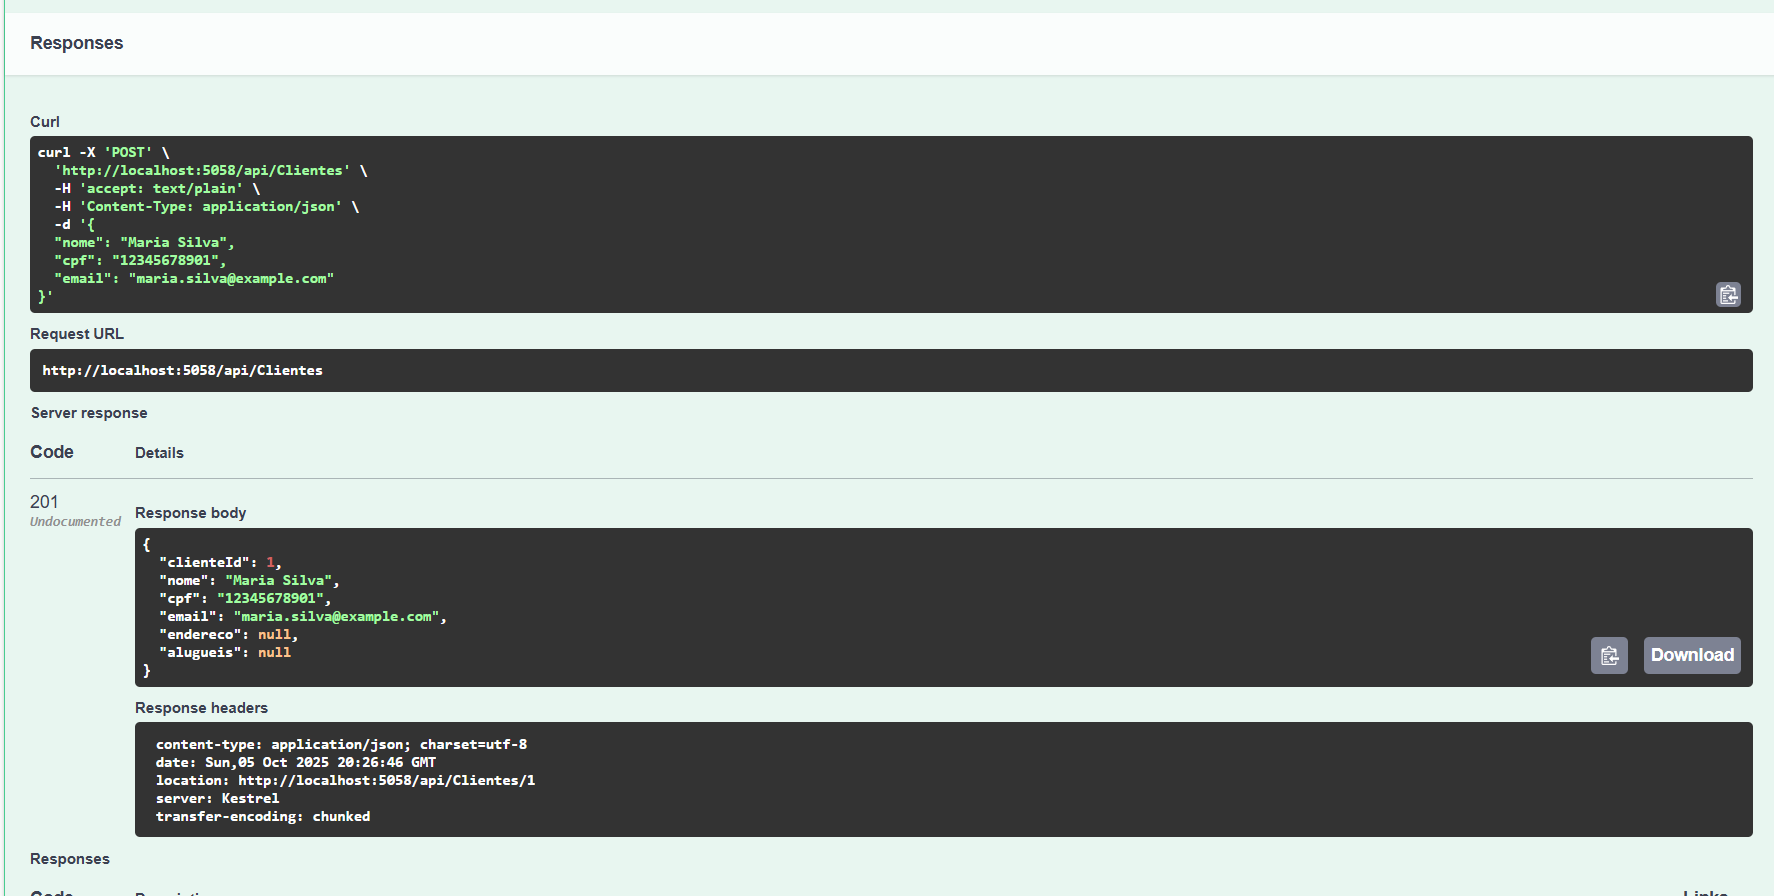 Responses
Curl
curl -X 'POST' \
  'http://localhost:5058/api/Clientes' \
  -H 'accept: text/plain' \
  -H 'Content-Type: application/json' \
  -d '{
  "nome": "Maria Silva",
  "cpf": "12345678901",
  "email": "maria.silva@example.com"
}'
Request URL
http://localhost:5058/api/Clientes
Server response
Code Details
201
Undocumented
Response body
{
  "clienteId": 1,
  "nome": "Maria Silva",
  "cpf": "12345678901",
  "email": "maria.silva@example.com",
  "endereco": null,
  "alugueis": null
}
Download
Response headers
content-type: application/json; charset=utf-8
date: Sun,05 Oct 2025 20:26:46 GMT
location: http://localhost:5058/api/Clientes/1
server: Kestrel
transfer-encoding: chunked
Responses